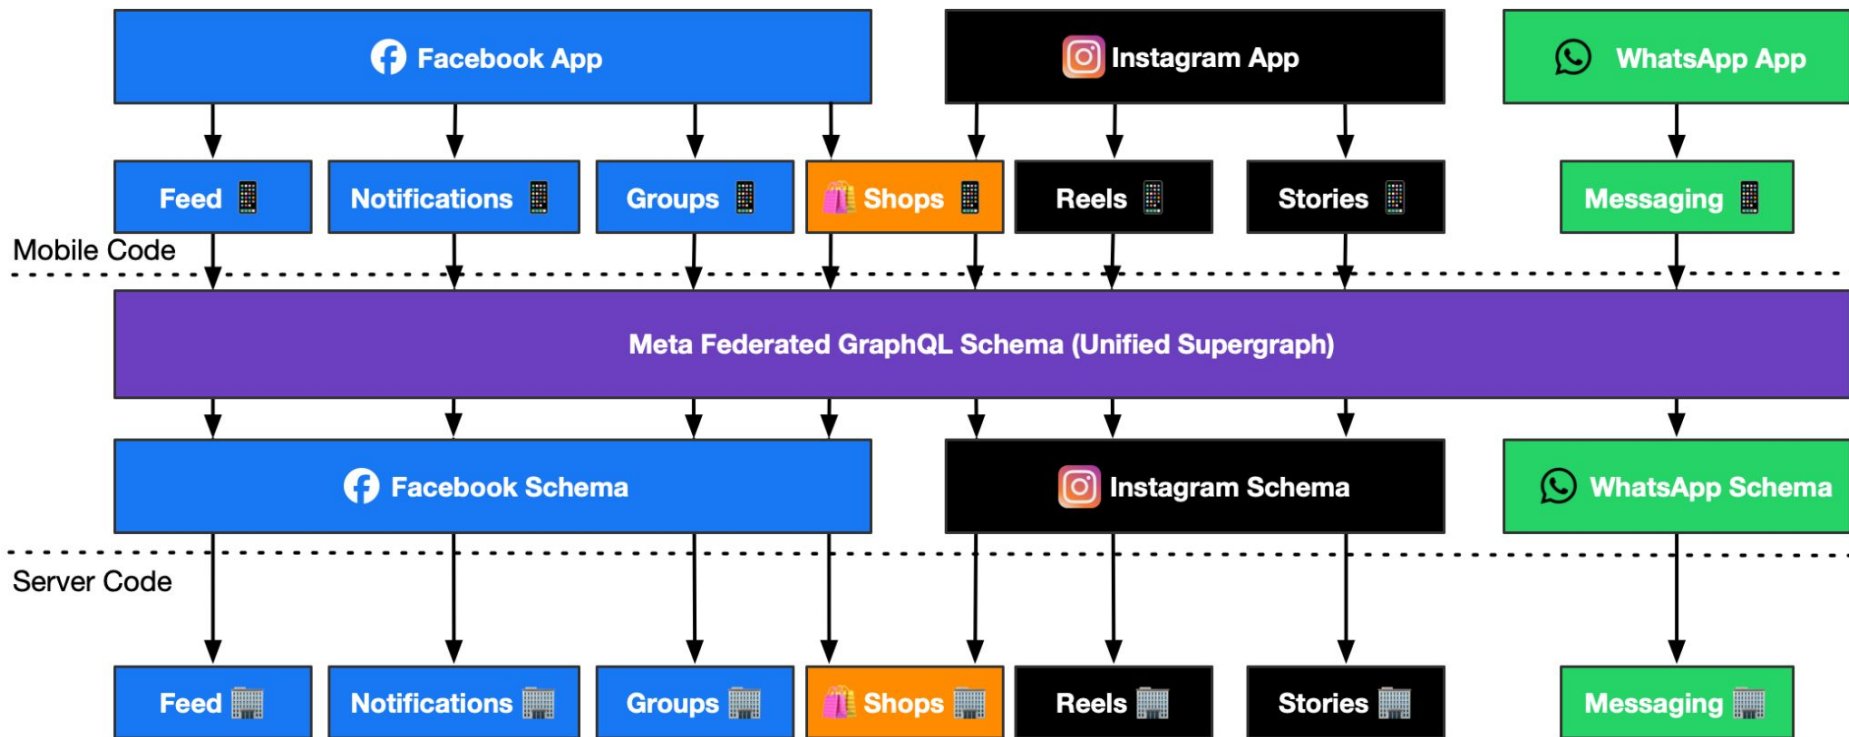 Facebook App
Instagram App
WhatsApp App
Feed
Notifications
Groups
Shops
Reels
Stories
Messaging
Mobile Code
Meta Federated GraphQL Schema (Unified Supergraph)
Facebook Schema
Instagram Schema
WhatsApp Schema
Server Code
Feed
Notifications
Groups
Shops
Reels
Stories
Messaging